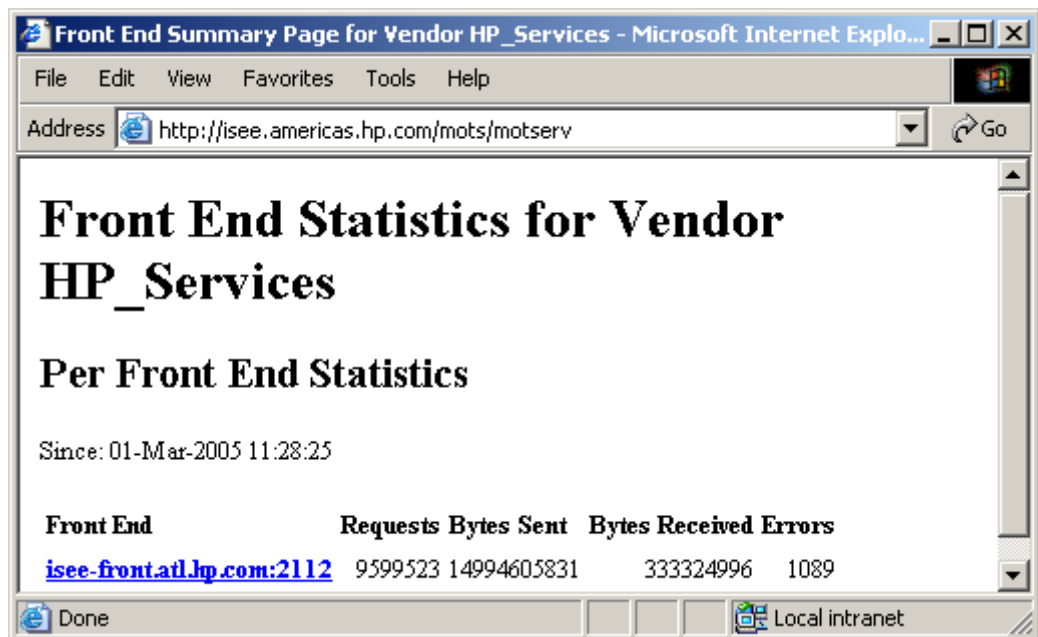 Front End Summary Page for Vendor HP_Services - Microsoft Internet Explo...
File Edit View Favorites Tools Help
Address http://isee.americas.hp.com/mots/motserv Go
Front End Statistics for Vendor
HP_Services
Per Front End Statistics
Since: 01-Mar-2005 11:28:25
Front End Requests Bytes Sent Bytes Received Errors
isee-front.atl.hp.com:2112 9599523 14994605831 333324996 1089
Done Local intranet